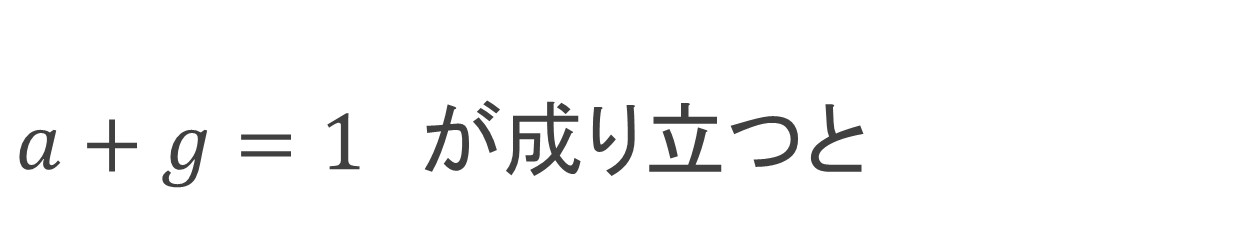 a + g = 1 が成り立つと